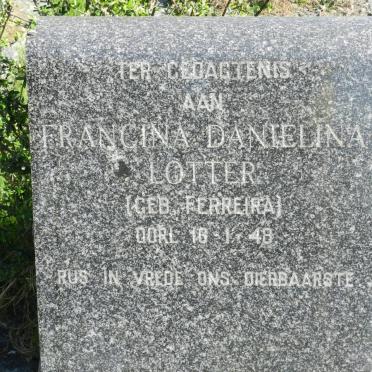 TER GEDAGTENIS
AAN
FRANCINA DANIELINA
LOTTER
(GEB. FERREIRA)
OORL 16-1-48
RUS IN VREDE ONS DIERBAARSTE